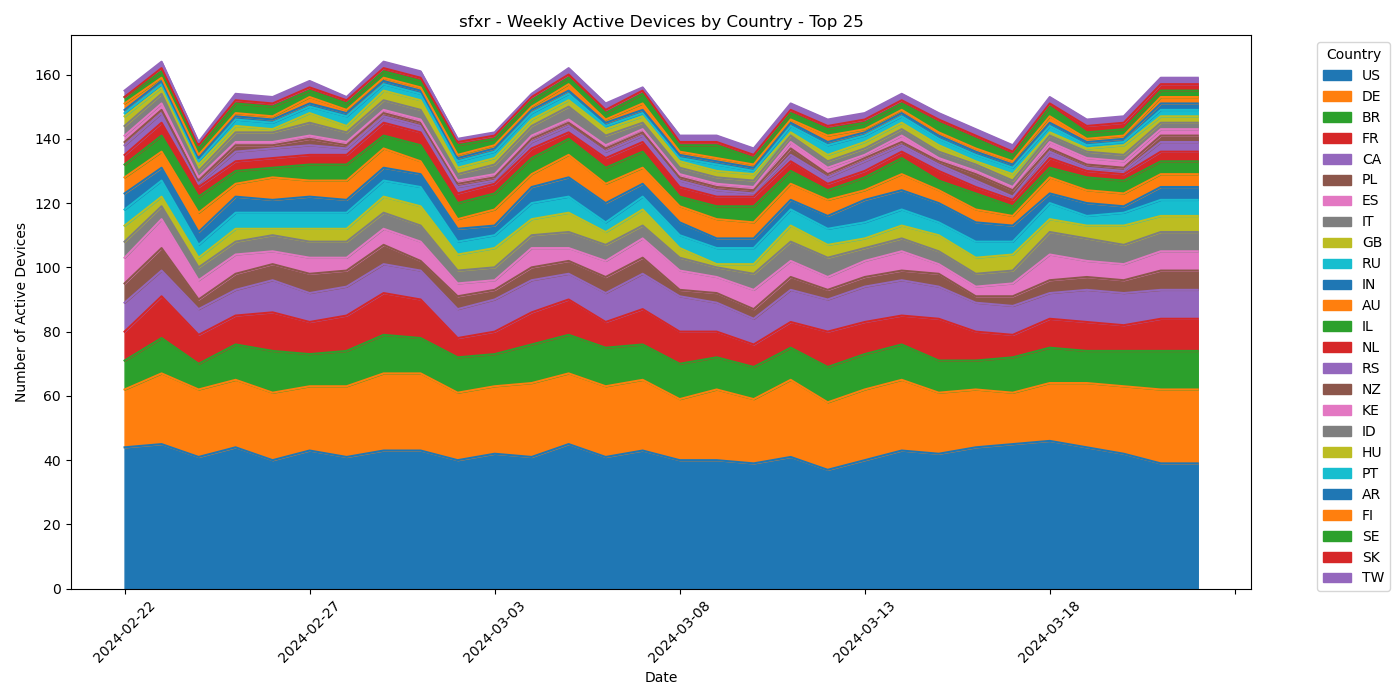 sfxr - Weekly Active Devices by Country - Top 25
Number of Active Devices
160
140
120
100
80
60
40
20
0
2024-02-22
2024-02-27
2024-03-03
2024-03-08
2024-03-13
2024-03-18
Date
Country
US
DE
BR
FR
CA
PL
ES
IT
GB
RU
IN
AU
IL
NL
RS
NZ
KE
ID
HU
PT
AR
FI
SE
SK
TW